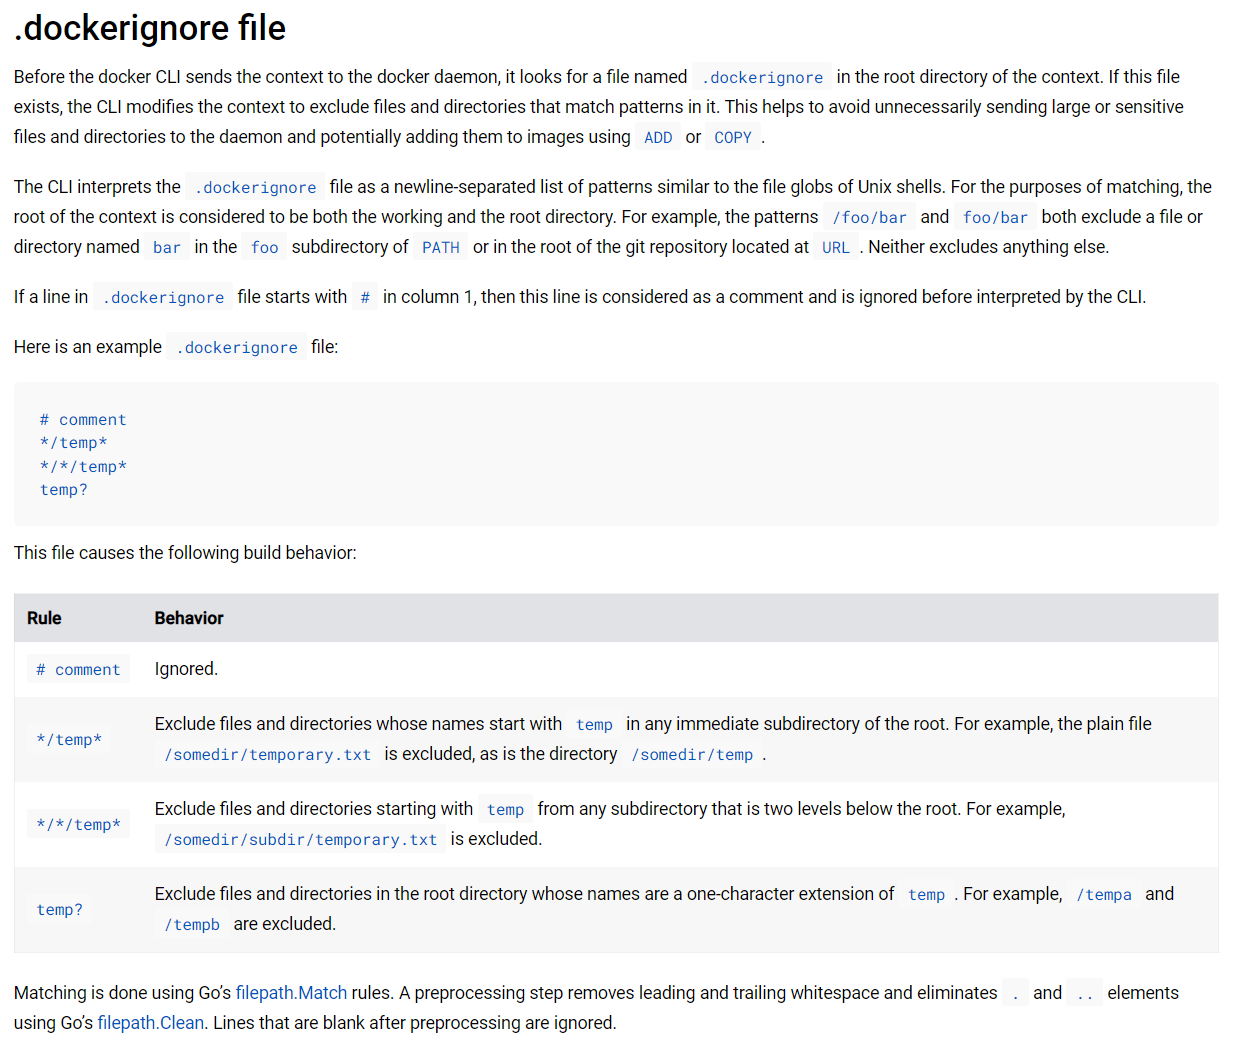 .dockerignore file
Before the docker CLI sends the context to the docker daemon, it looks for a file named .dockerignore in the root directory of the context. If this file
exists, the CLI modifies the context to exclude files and directories that match patterns in it. This helps to avoid unnecessarily sending large or sensitive
files and directories to the daemon and potentially adding them to images using ADD or COPY .
The CLI interprets the .dockerignore file as a newline-separated list of patterns similar to the file globs of Unix shells. For the purposes of matching, the
root of the context is considered to be both the working and the root directory. For example, the patterns /foo/bar and foo/bar both exclude a file or
directory named bar in the foo subdirectory of PATH or in the root of the git repository located at URL . Neither excludes anything else.
If a line in .dockerignore file starts with # in column 1, then this line is considered as a comment and is ignored before interpreted by the CLI.
Here is an example .dockerignore file:
# comment
*/temp*
*/*/temp*
temp?
This file causes the following build behavior:
Rule Behavior
# comment Ignored.
*/temp* Exclude files and directories whose names start with temp in any immediate subdirectory of the root. For example, the plain file
/somedir/temporary.txt is excluded, as is the directory /somedir/temp .
*/*/temp* Exclude files and directories starting with temp from any subdirectory that is two levels below the root. For example,
/somedir/subdir/temporary.txt is excluded.
temp? Exclude files and directories in the root directory whose names are a one-character extension of temp . For example, /tempa and
/tempb are excluded.
Matching is done using Go’s filepath.Match rules. A preprocessing step removes leading and trailing whitespace and eliminates . and .. elements
using Go’s filepath.Clean. Lines that are blank after preprocessing are ignored.